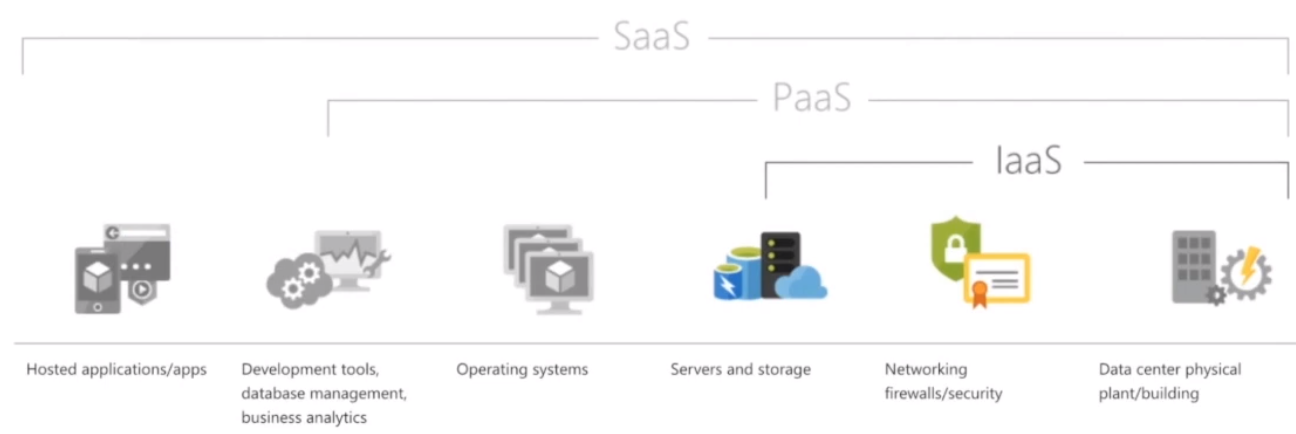 SaaS
PaaS
IaaS
Hosted applications/apps
Development tools,
database management,
business analytics
Operating systems
Servers and storage
Networking
firewalls/security
Data center physical
plant/building